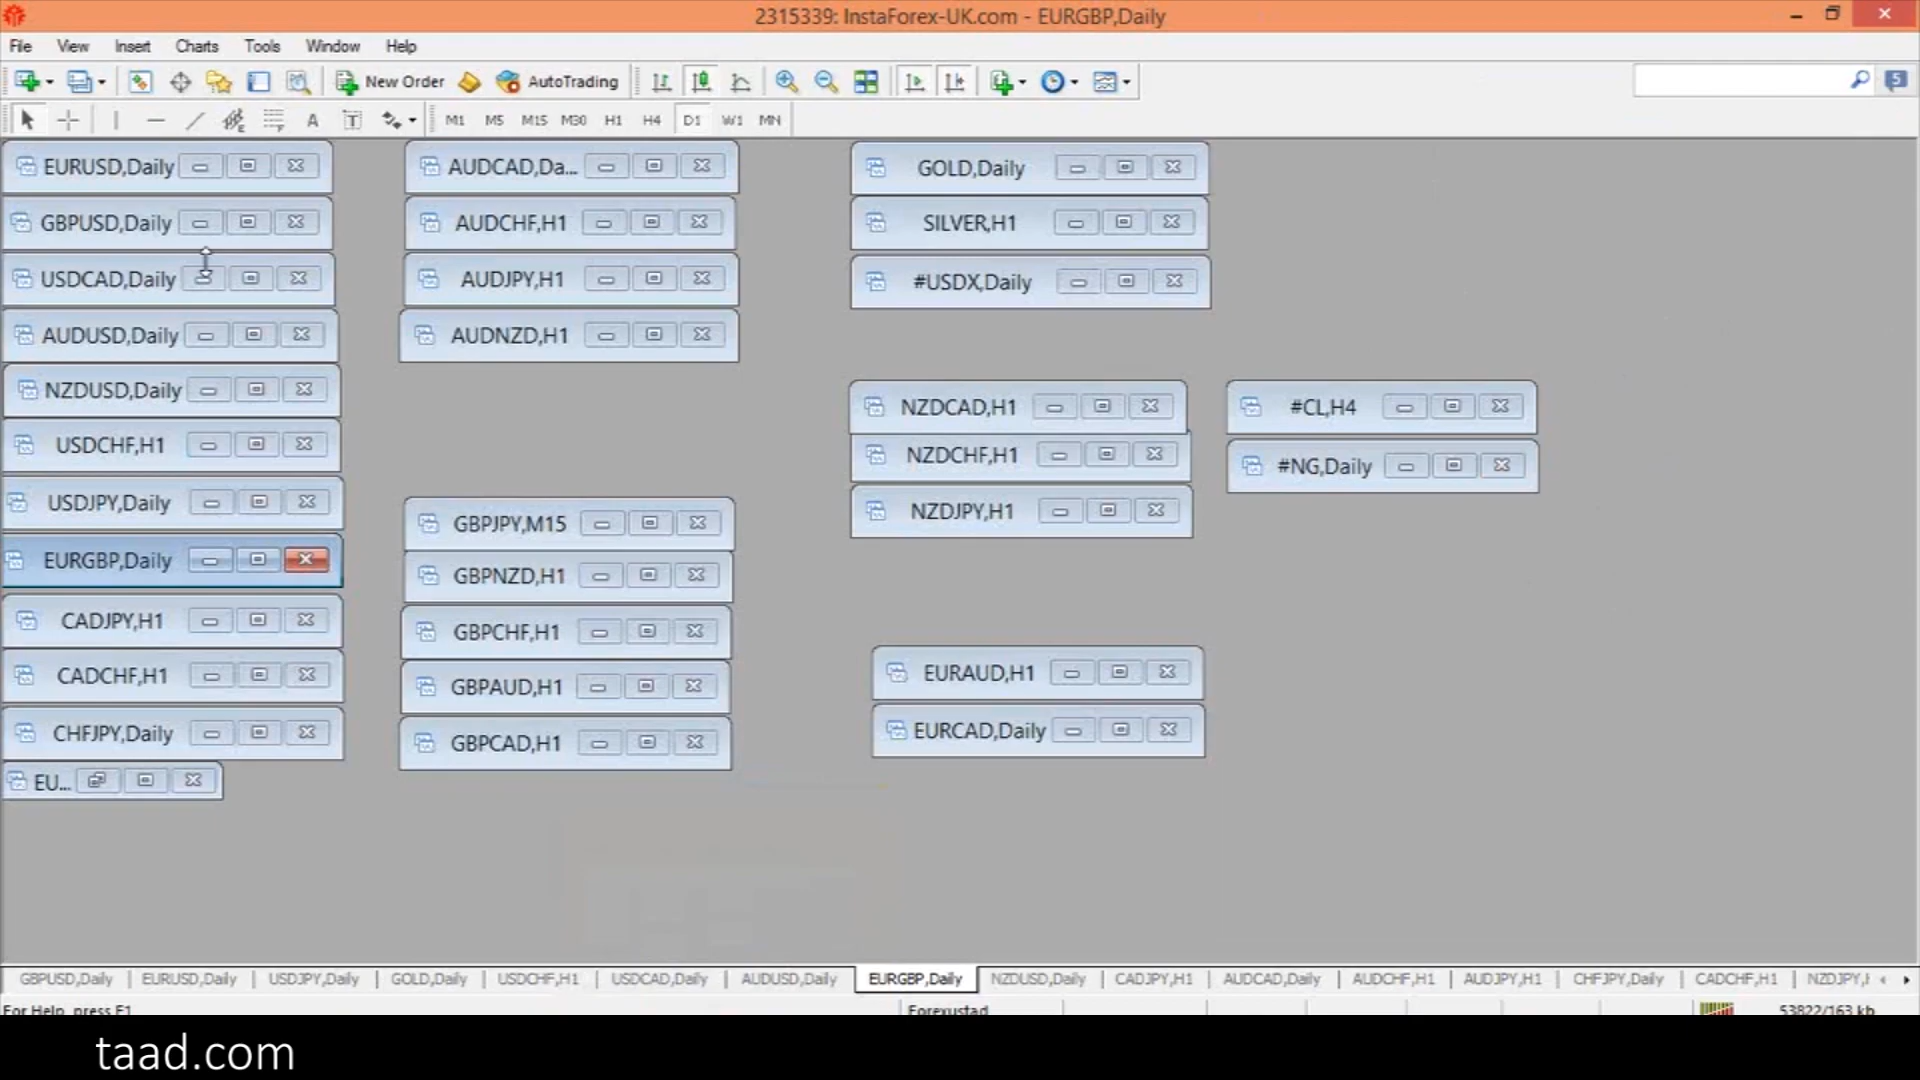 2315339: InstaForex-UK.com - EURGBP,Daily
File View Insert Charts Tools Window Help
New Order AutoTrading 5
A T M1 M5 M15 M30 H1 H4 D1 W1 MN
EURUSD,Daily AUDCAD,Da... GOLD,Daily
GBPUSD,Daily AUDCHF,H1 SILVER,H1
USDCAD,Daily AUDJPY,H1 #USDX,Daily
AUDUSD,Daily AUDNZD,H1
NZDUSD,Daily NZDCAD,H1 #CL,H4
USDCHF,H1 NZDCHF,H1 #NG,Daily
USDJPY,Daily GBPJPY,M15 NZDJPY,H1
EURGBP,Daily GBPNZD,H1
CADJPY,H1 GBPCHF,H1
CADCHF,H1 GBPAUD,H1 EURAUD,H1
CHFJPY,Daily GBPCAD,H1 EURCAD,Daily
EU...
GBPUSD,Daily EURUSD,Daily USDJPY,Daily GOLD,Daily USDCHF,H1 USDCAD,Daily AUDUSD,Daily EURGBP,Daily NZDUSD,Daily CADJPY,H1 AUDCAD,Daily AUDCHF,H1 AUDJPY,H1 CHFJPY,Daily CADCHF,H1 NZDJPY,H
For Help, press F1 Forexustad 53822/163 kb
taad.com